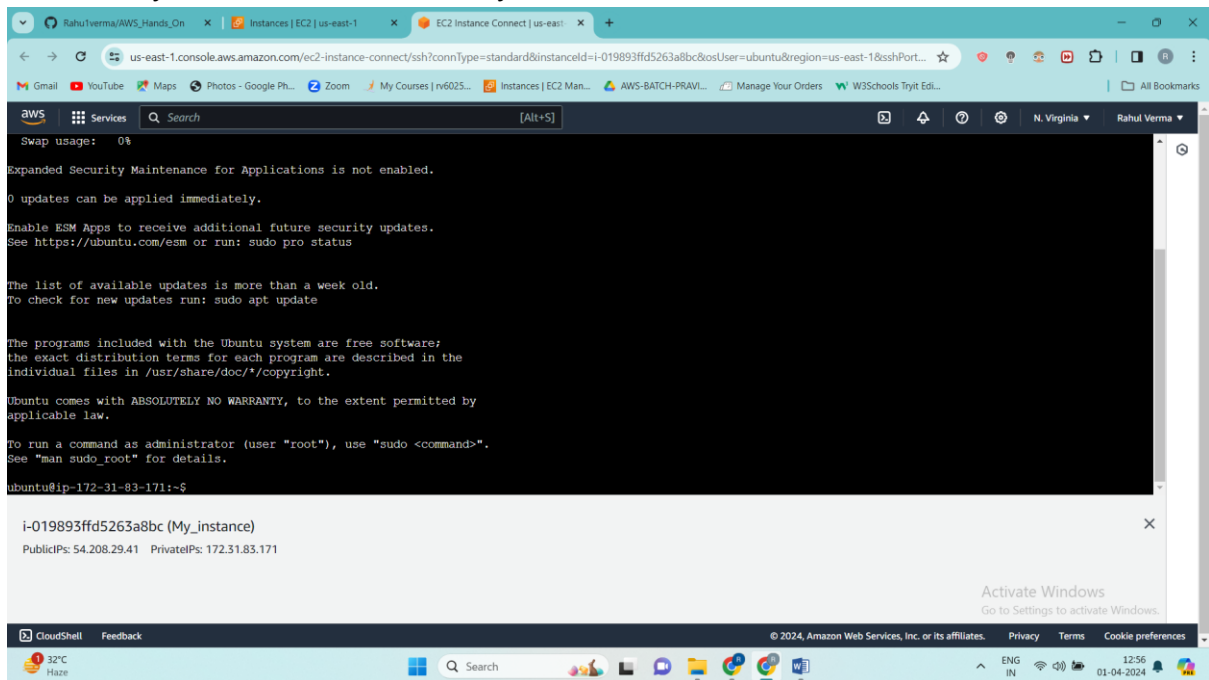 Rahu1verma/AWS_Hands_On
Instances | EC2 | us-east-1
EC2 Instance Connect | us-east-
us-east-1.console.aws.amazon.com/ec2-instance-connect/ssh?connType=standard&instanceId=i-019893ffd5263a8bc&osUser=ubuntu&region=us-east-1&sshPort...
Gmail YouTube Maps Photos - Google Ph... Zoom My Courses | rv6025... Instances | EC2 Man... AWS-BATCH-PRAVI... Manage Your Orders W3Schools Tryit Edi... All Bookmarks
aws Services Search [Alt+S] N. Virginia Rahul Verma
Swap usage: 0%
Expanded Security Maintenance for Applications is not enabled.
0 updates can be applied immediately.
Enable ESM Apps to receive additional future security updates.
See https://ubuntu.com/esm or run: sudo pro status
The list of available updates is more than a week old.
To check for new updates run: sudo apt update
The programs included with the Ubuntu system are free software;
the exact distribution terms for each program are described in the
individual files in /usr/share/doc/*/copyright.
Ubuntu comes with ABSOLUTELY NO WARRANTY, to the extent permitted by
applicable law.
To run a command as administrator (user "root"), use "sudo <command>".
See "man sudo_root" for details.
ubuntu@ip-172-31-83-171:~$
i-019893ffd5263a8bc (My_instance)
PublicIPs: 54.208.29.41 PrivateIPs: 172.31.83.171
Activate Windows
Go to Settings to activate Windows.
CloudShell Feedback © 2024, Amazon Web Services, Inc. or its affiliates. Privacy Terms Cookie preferences
1 32°C
Haze
Search
ENG
IN
12:56
01-04-2024